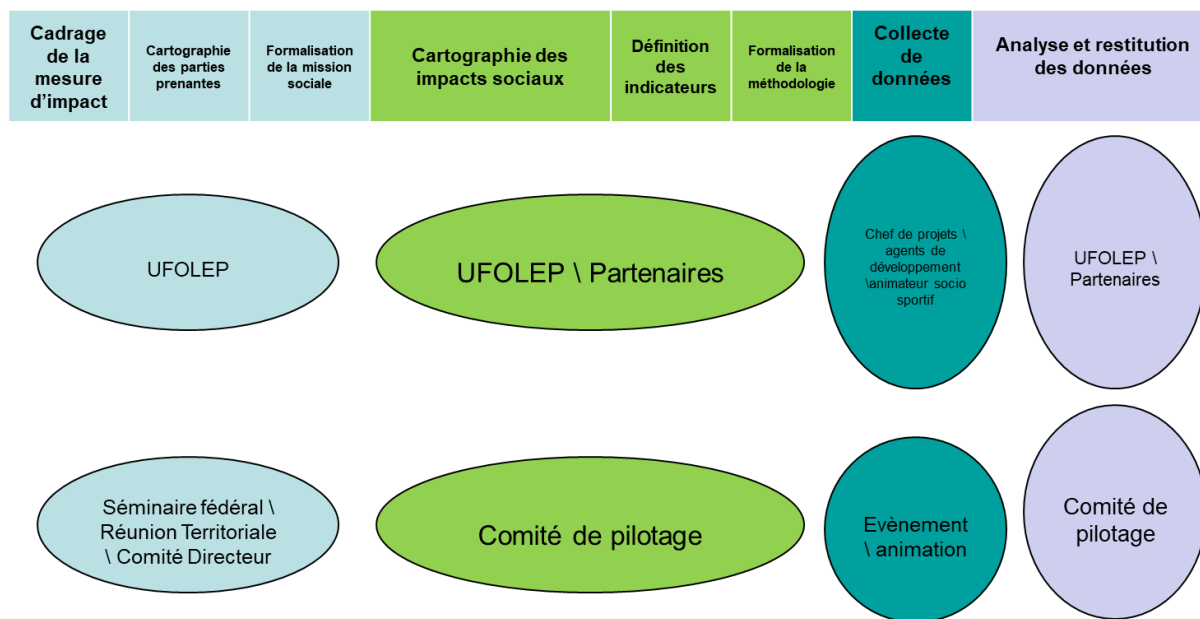 Cadrage
de la
mesure
d'impact
Cartographie
des parties
prenantes
Formalisation
de la mission
sociale
Cartographie des
impacts sociaux
Définition
des
indicateurs
Formalisation
de la
méthodologie
Collecte
de
données
Analyse et restitution
des données
UFOLEP
UFOLEP \ Partenaires
Chef de projets \
agents de
développement
\animateur socio
sportif
UFOLEP \
Partenaires
Séminaire fédéral \
Réunion Territoriale
\ Comité Directeur
Comité de pilotage
Evènement
\ animation
Comité de
pilotage